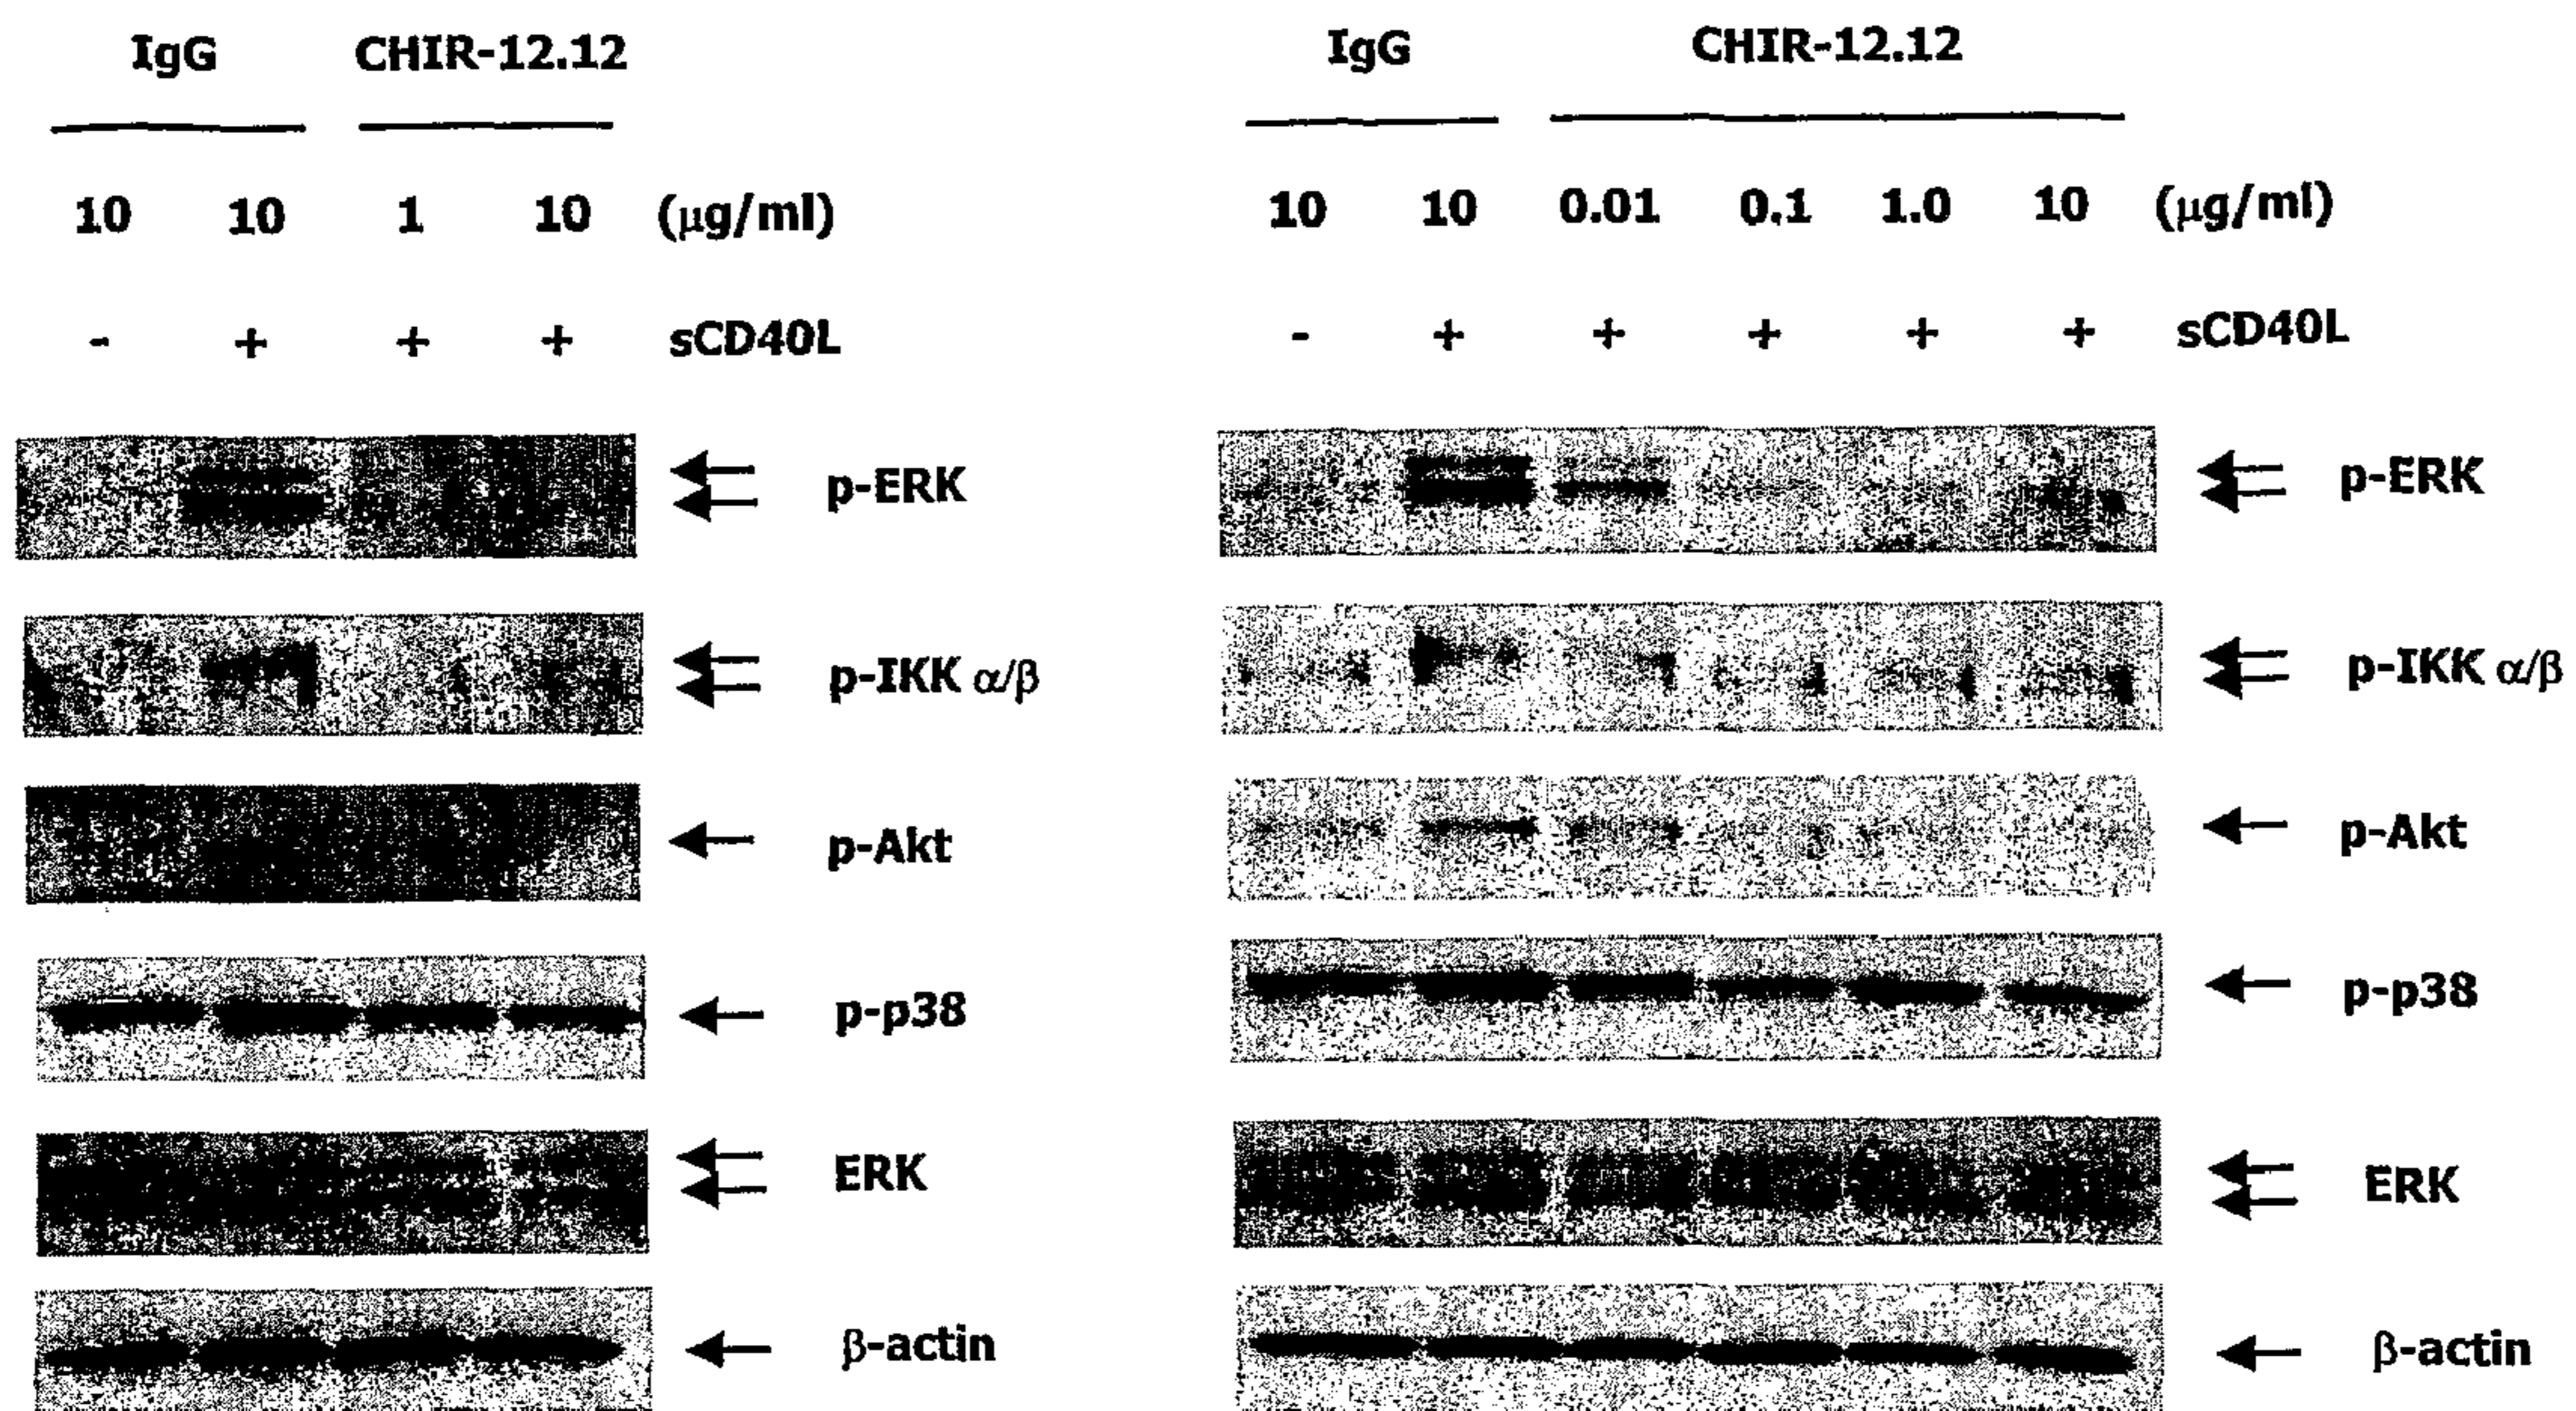 IgG CHIR-12.12
10 10 1 10 (μg/ml)
- + + + sCD40L
p-ERK
p-IKK α/β
p-Akt
p-p38
ERK
β-actin
IgG CHIR-12.12
10 10 0.01 0.1 1.0 10 (μg/ml)
- + + + + + sCD40L
p-ERK
p-IKK α/β
p-Akt
p-p38
ERK
β-actin